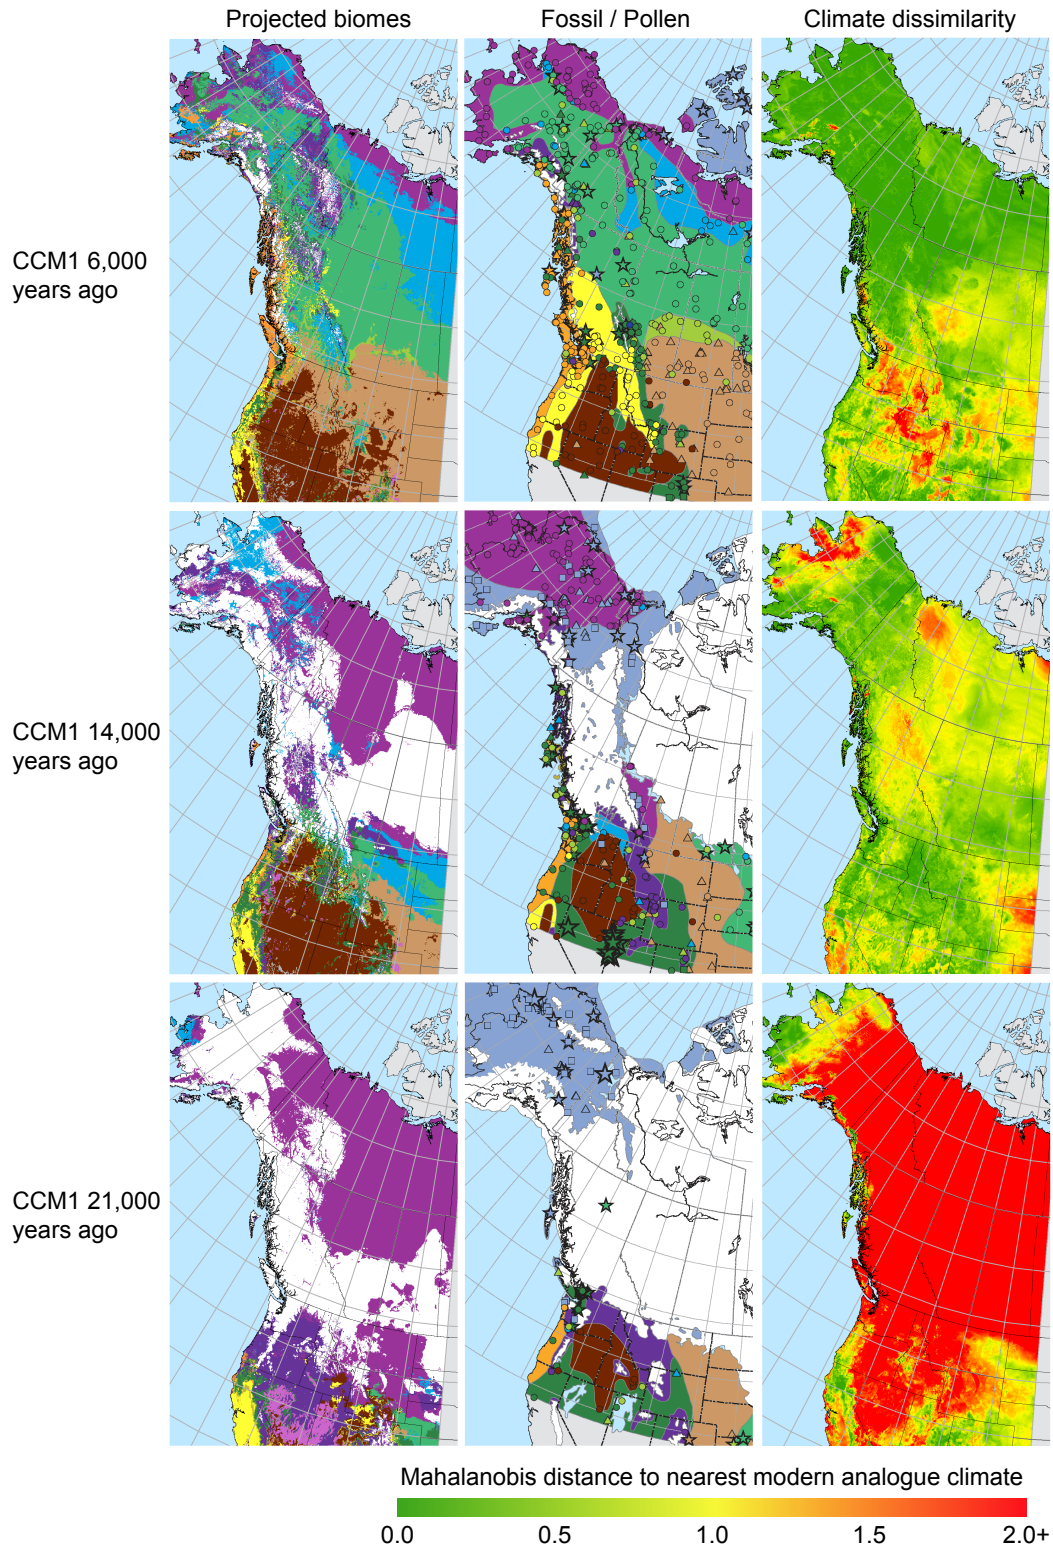 Projected biomes
Fossil / Pollen
Climate dissimilarity
CCM1 6,000
years ago
CCM1 14,000
years ago
CCM1 21,000
years ago
Mahalanobis distance to nearest modern analogue climate
0.0
0.5
1.0
1.5
2.0+